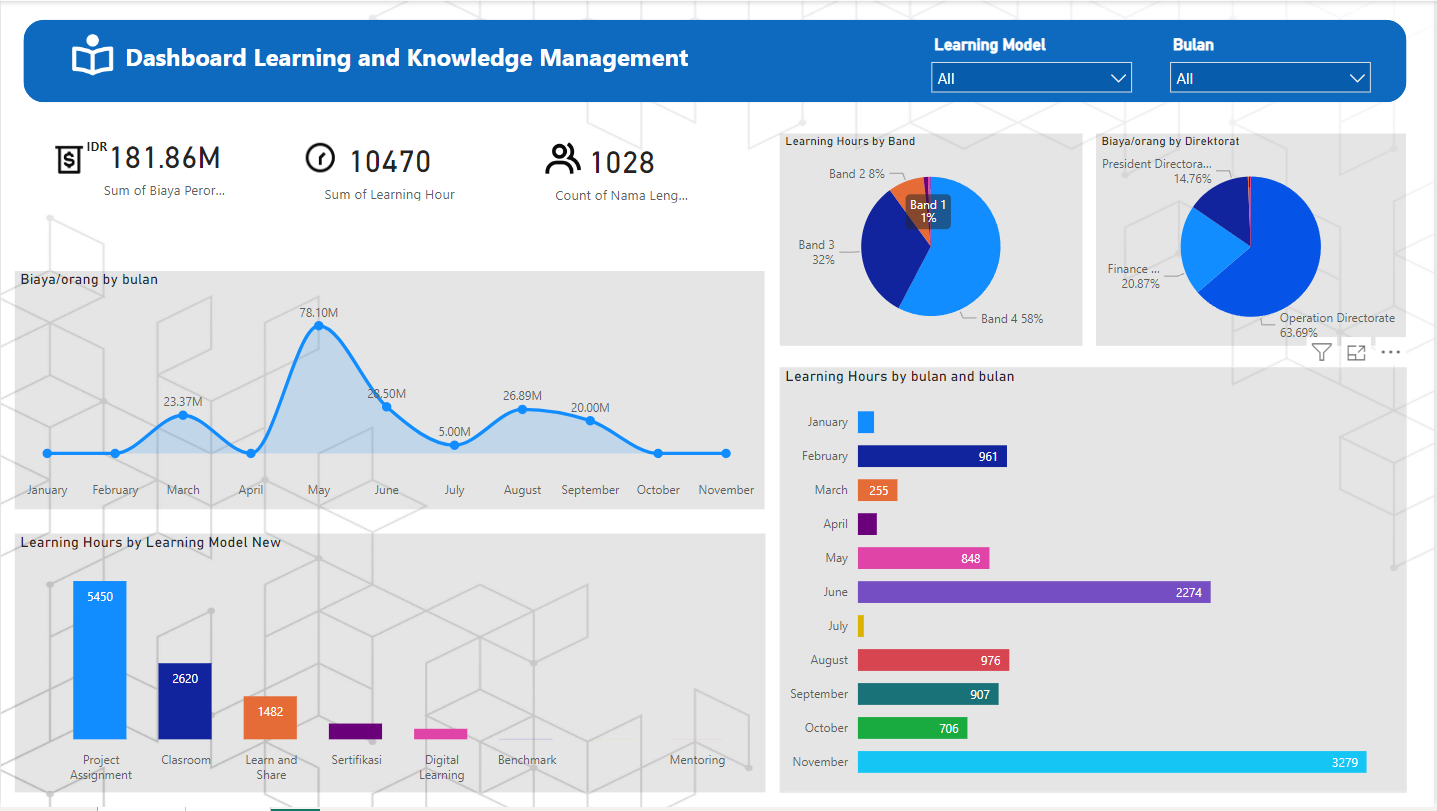 Dashboard Learning and Knowledge Management
Learning Model
All
Bulan
All
IDR 181.86M
Sum of Biaya Peror...
10470
Sum of Learning Hour
1028
Count of Nama Leng...
Learning Hours by Band
Band 2 8%
Band 1
1%
Band 3
32%
Band 4 58%
Biaya/orang by Direktorat
President Directora...
14.76%
Finance ...
20.87%
Operation Directorate
63.69%
Biaya/orang by bulan
78.10M
23.37M
28.50M
5.00M
26.89M
20.00M
January February March April May June July August September October November
Learning Hours by Learning Model New
5450
2620
1482
Project
Assignment
Clasroom
Learn and
Share
Sertifikasi
Digital
Learning
Benchmark
Mentoring
Learning Hours by bulan and bulan
January
February 961
March 255
April
May 848
June 2274
July
August 976
September 907
October 706
November 3279